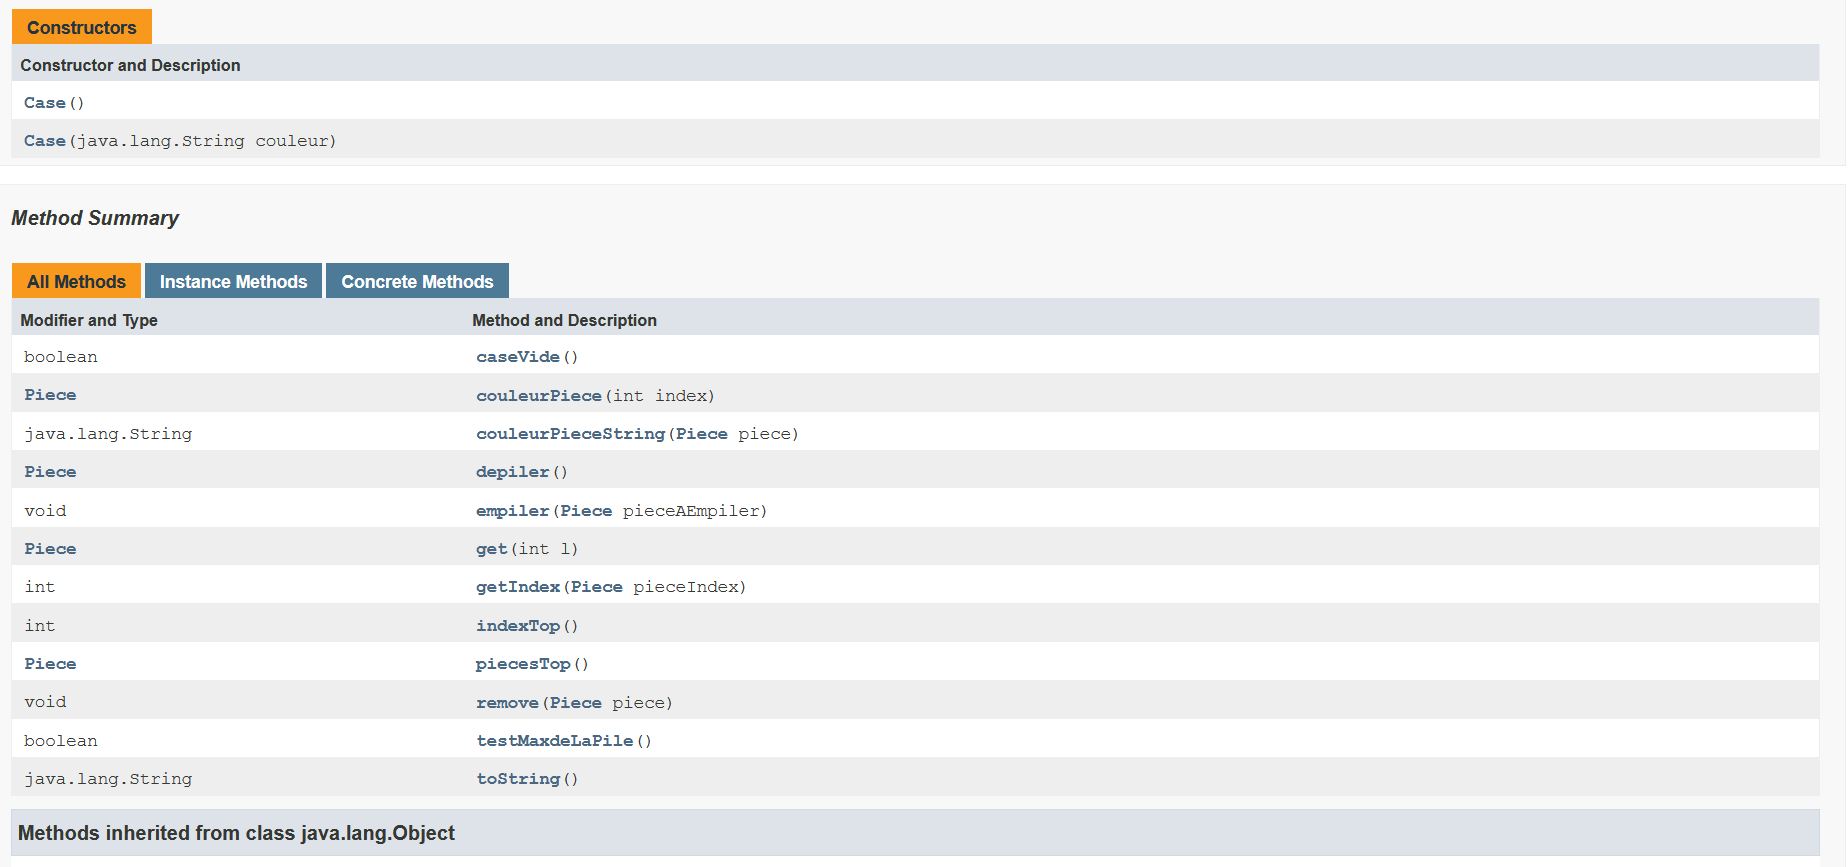 Constructors
Constructor and Description
Case()
Case(java.lang.String couleur)
Method Summary
All Methods Instance Methods Concrete Methods
Modifier and Type Method and Description
boolean caseVide()
Piece couleurPiece(int index)
java.lang.String couleurPieceString(Piece piece)
Piece depiler()
void empiler(Piece pieceAEmpiler)
Piece get(int l)
int getIndex(Piece pieceIndex)
int indexTop()
Piece piecesTop()
void remove(Piece piece)
boolean testMaxdeLaPile()
java.lang.String toString()
Methods inherited from class java.lang.Object